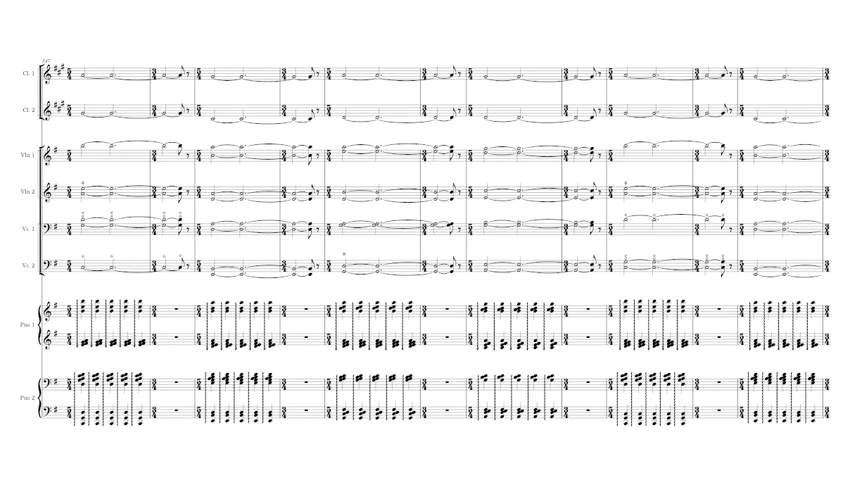 Cl. 1
Cl. 2
Vln 1
Vln 2
Vc. 1
Vc. 2
Pno 1
Pno 2